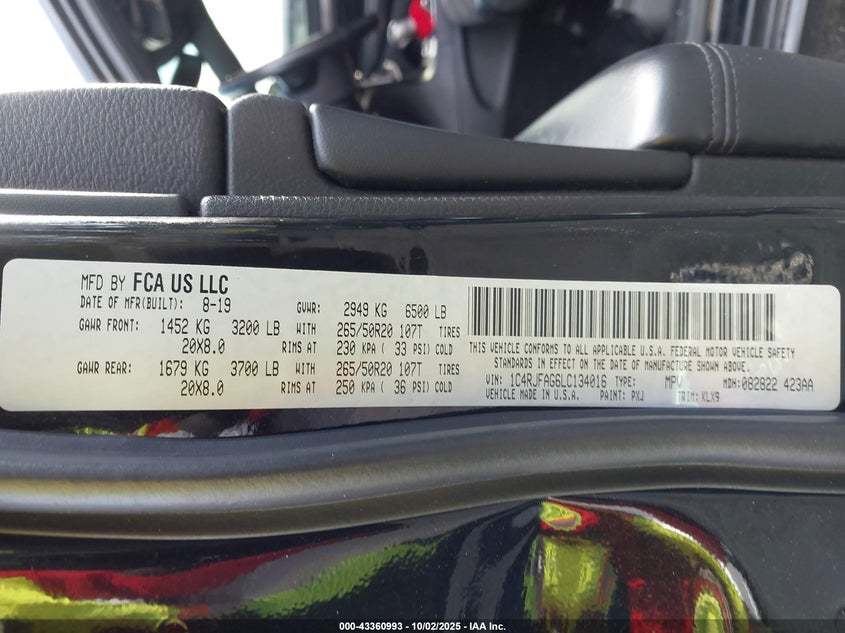 MFD BY FCA US LLC
DATE OF MFR(BUILT): 8-19 GVWR: 2949 KG 6500 LB
GAWR FRONT: 1452 KG 3200 LB WITH 265/50R20 107T TIRES
20X8.0 RIMS AT 230 KPA ( 33 PSI) COLD
GAWR REAR: 1679 KG 3700 LB WITH 265/50R20 107T TIRES
20X8.0 RIMS AT 250 KPA ( 36 PSI) COLD
THIS VEHICLE CONFORMS TO ALL APPLICABLE U.S.A. FEDERAL MOTOR VEHICLE SAFETY
STANDARDS IN EFFECT ON THE DATE OF MANUFACTURE SHOWN ABOVE.
VIN: 1C4RJFAG6LC134016 TYPE: MPV MDH: 082822 423AA
VEHICLE MADE IN U.S.A. PAINT: PXJ TRIM: KLX9
000-43360993 • 10/02/2025 • IAA Inc.